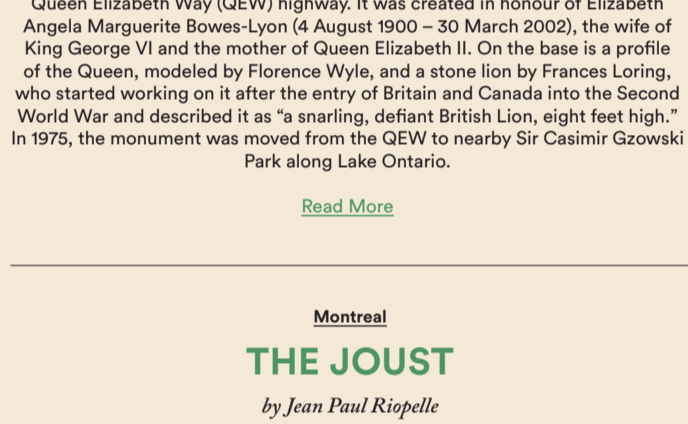 Queen Elizabeth Way (QEW) highway. It was created in honour of Elizabeth
Angela Marguerite Bowes-Lyon (4 August 1900 – 30 March 2002), the wife of
King George VI and the mother of Queen Elizabeth II. On the base is a profile
of the Queen, modeled by Florence Wyle, and a stone lion by Frances Loring,
who started working on it after the entry of Britain and Canada into the Second
World War and described it as “a snarling, defiant British Lion, eight feet high.”
In 1975, the monument was moved from the QEW to nearby Sir Casimir Gzowski
Park along Lake Ontario.
Read More
Montreal
THE JOUST
by Jean Paul Riopelle